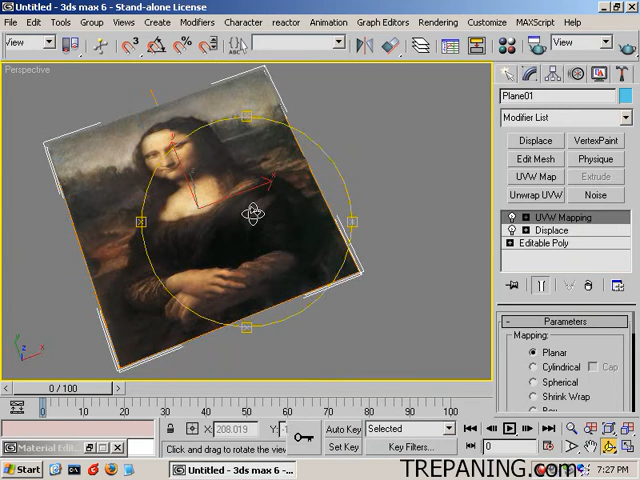 Untitled - 3ds max 6 - Stand-alone License
File Edit Tools Group Views Create Modifiers Character reactor Animation Graph Editors Rendering Customize MAXScript Help
View
View
Perspective
Plane01
Modifier List
Displace VertexPaint
Edit Mesh Physique
UVW Map Extrude
Unwrap UVW Noise
UVW Mapping
Displace
Editable Poly
Parameters
Mapping:
Planar
Cylindrical Cap
Spherical
Shrink Wrap
0 / 100
0 10 20 30 40 50 60 70 80 90 100
X: 208.019 Y:
Auto Key Selected
Set Key Key Filters...
0
Material Edi...
Click and drag to rotate the view
Start
Untitled - 3ds max 6 -...
7:27 PM
TREPANING.com